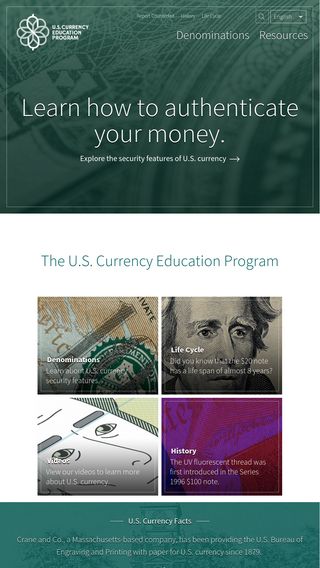 U.S. CURRENCY
EDUCATION
PROGRAM
Report Counterfeit History Life Cycle
English
Denominations Resources
Learn how to authenticate
your money.
Explore the security features of U.S. currency
The U.S. Currency Education Program
Denominations
Learn about U.S. currency
security features.
Life Cycle
Did you know that the $20 note
has a life span of almost 8 years?
Videos
View our videos to learn more
about U.S. currency.
History
The UV fluorescent thread was
first introduced in the Series
1996 $100 note.
U.S. Currency Facts
Crane and Co., a Massachusetts-based company, has been providing the U.S. Bureau of
Engraving and Printing with paper for U.S. currency since 1879.